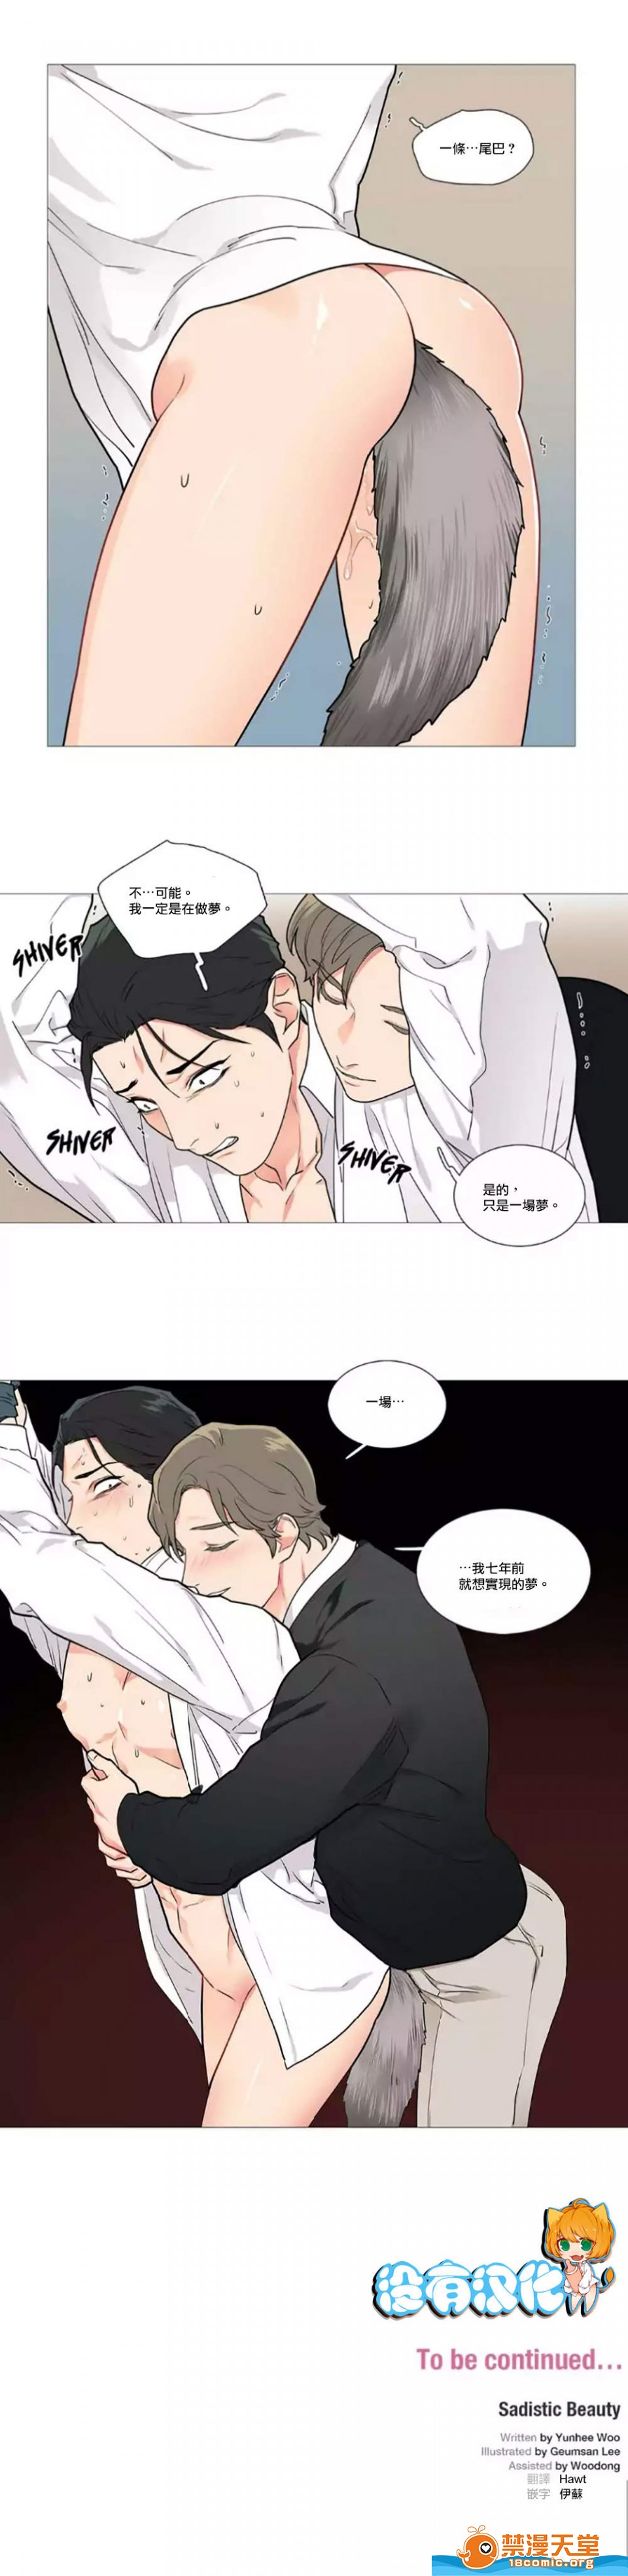 一條…尾巴？
不…可能。
我一定是在做夢。
SHIVER
SHIVER
SHIVER
是的，
只是一場夢。
一場…
…我七年前
就想實現的夢。
没有汉化
To be continued...
Sadistic Beauty
Written by Yunhee Woo
Illustrated by Geumsan Lee
Assisted by Woodong
翻譯 Hawt
嵌字 伊蘇
禁漫天堂
18comic.org